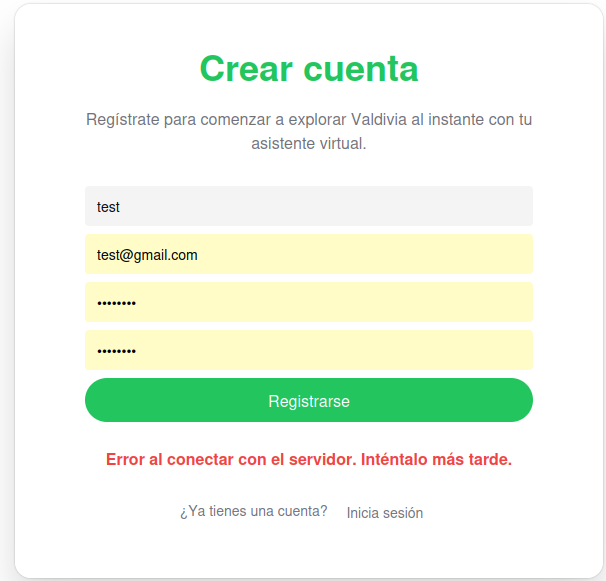 Crear cuenta
Regístrate para comenzar a explorar Valdivia al instante con tu
asistente virtual.
test
test@gmail.com
••••••••
••••••••
Registrarse
Error al conectar con el servidor. Inténtalo más tarde.
¿Ya tienes una cuenta? Inicia sesión